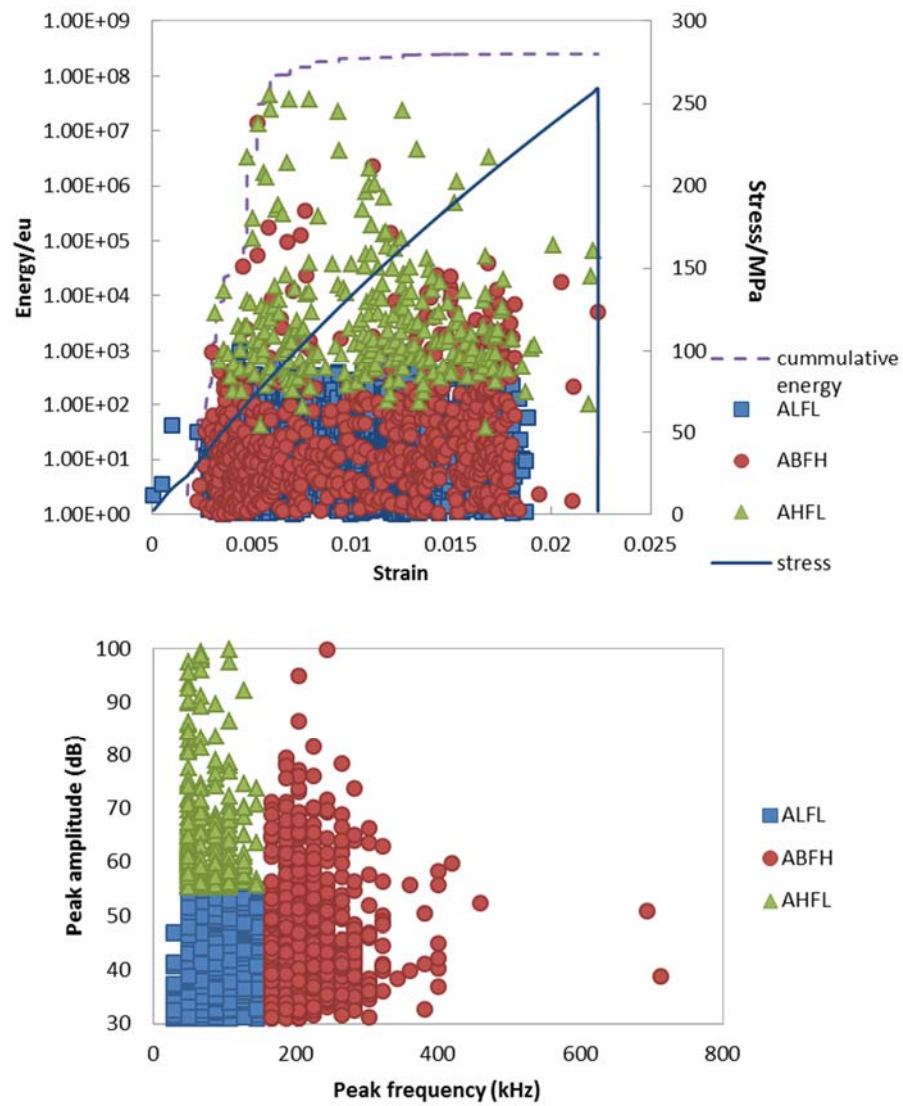 1.00E+09
1.00E+08
1.00E+07
1.00E+06
1.00E+05
1.00E+04
1.00E+03
1.00E+02
1.00E+01
1.00E+00
Energy/eu
300
250
200
150
100
50
0
Stress/MPa
0 0.005 0.01 0.015 0.02 0.025
Strain
cummulative
energy
ALFL
ABFH
AHFL
stress
100
90
80
70
60
50
40
30
Peak amplitude (dB)
0 200 400 600 800
Peak frequency (kHz)
ALFL
ABFH
AHFL